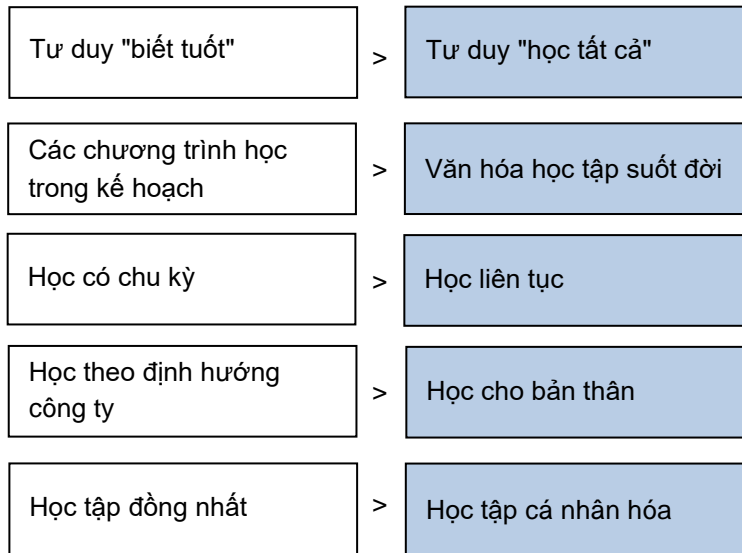 Tư duy "biết tuốt"
>
Tư duy "học tất cả"
Các chương trình học
trong kế hoạch
>
Văn hóa học tập suốt đời
Học có chu kỳ
>
Học liên tục
Học theo định hướng
công ty
>
Học cho bản thân
Học tập đồng nhất
>
Học tập cá nhân hóa